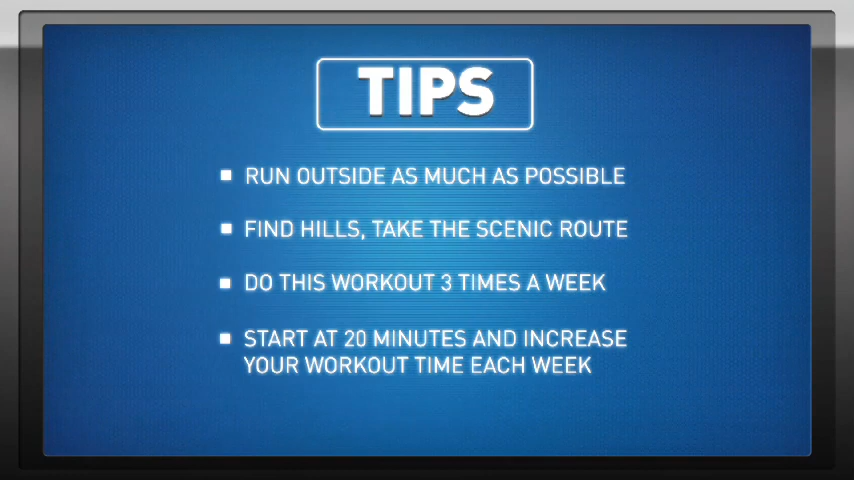 TIPS
RUN OUTSIDE AS MUCH AS POSSIBLE
FIND HILLS, TAKE THE SCENIC ROUTE
DO THIS WORKOUT 3 TIMES A WEEK
START AT 20 MINUTES AND INCREASE
YOUR WORKOUT TIME EACH WEEK